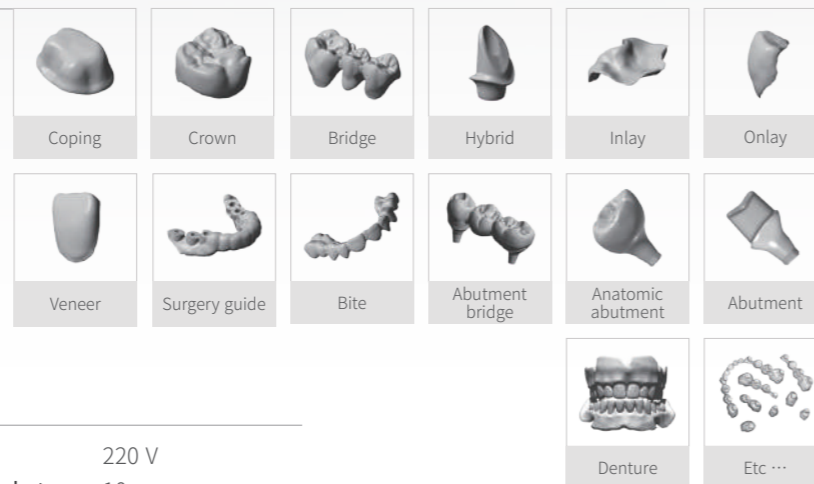 Coping
Crown
Bridge
Hybrid
Inlay
Onlay
Veneer
Surgery guide
Bite
Abutment
bridge
Anatomic
abutment
Abutment
Denture
Etc ⋯
220 V